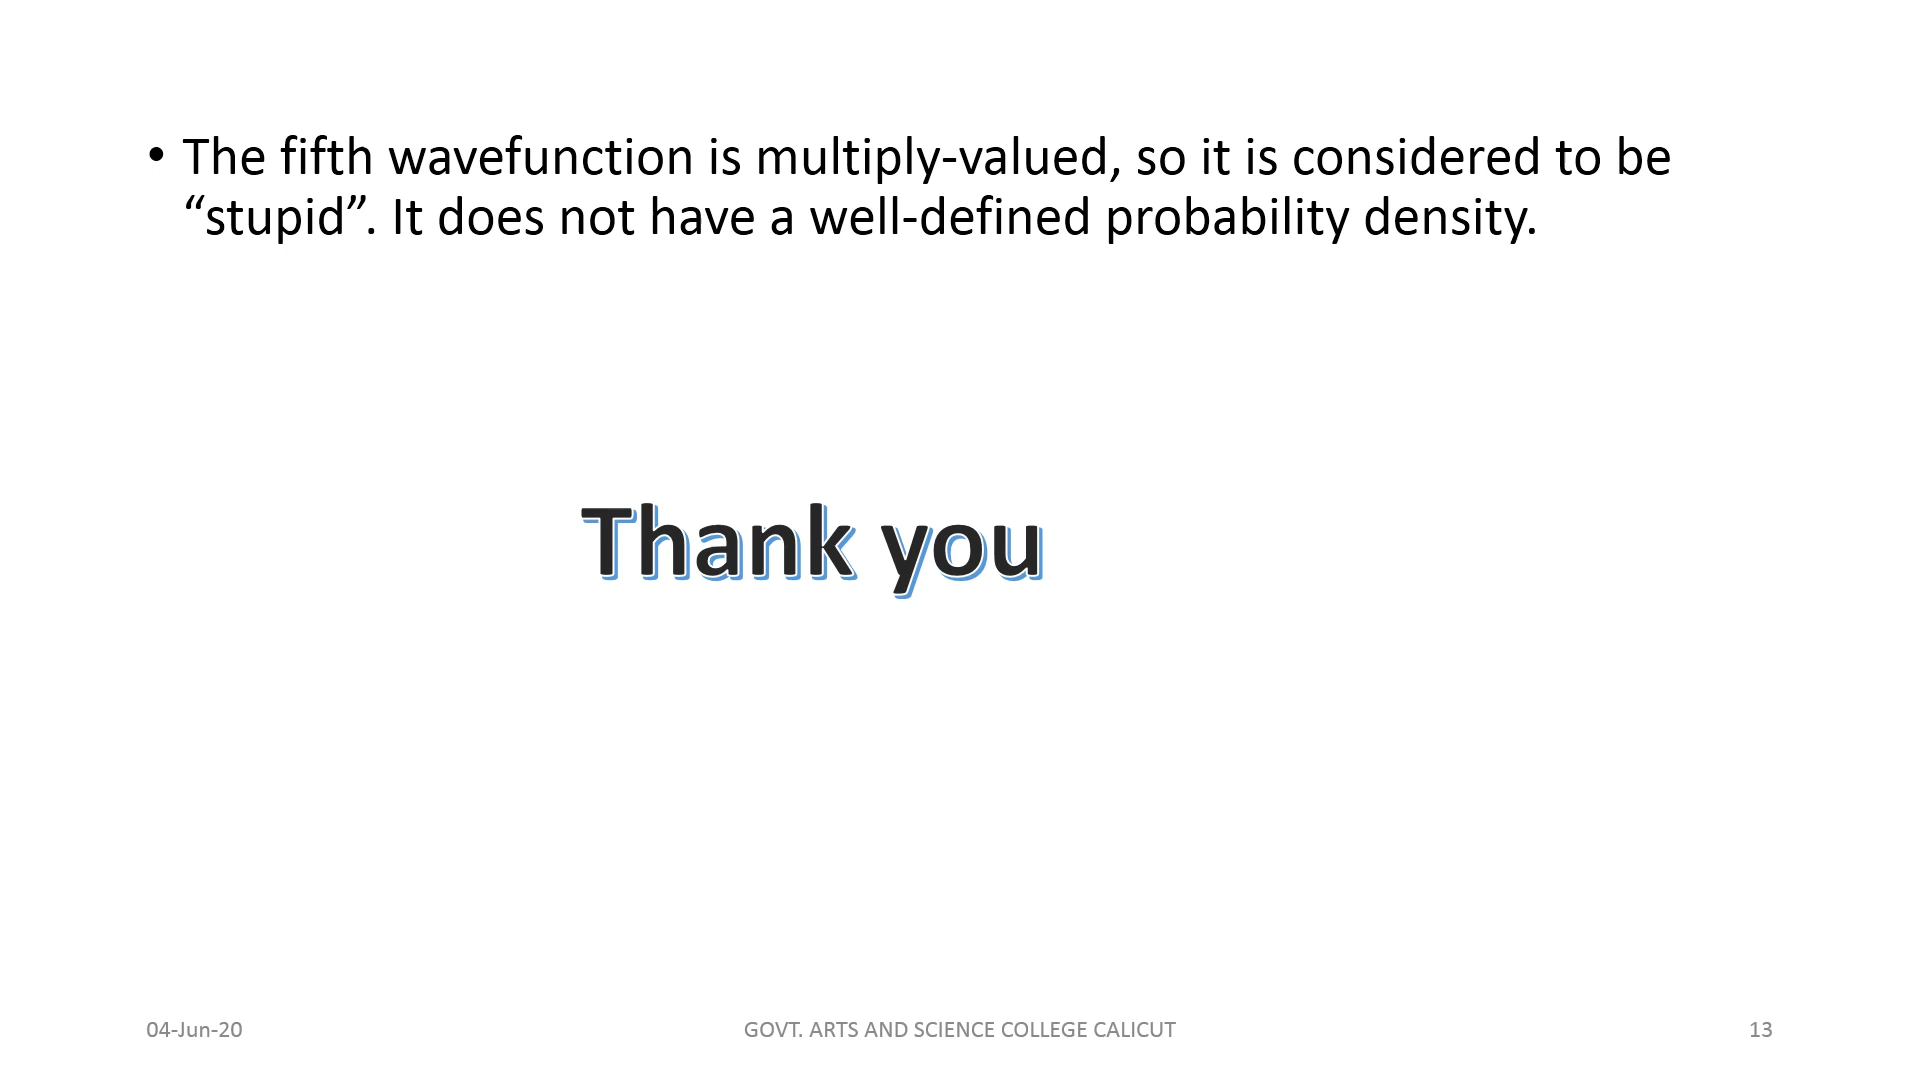 • The fifth wavefunction is multiply-valued, so it is considered to be
“stupid”. It does not have a well-defined probability density.
Thank you
04-Jun-20
GOVT. ARTS AND SCIENCE COLLEGE CALICUT
13